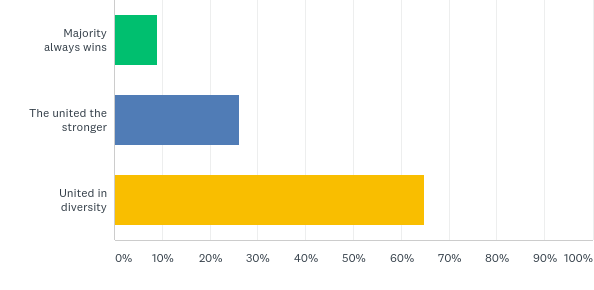 Majority
always wins
The united the
stronger
United in
diversity
0% 10% 20% 30% 40% 50% 60% 70% 80% 90% 100%